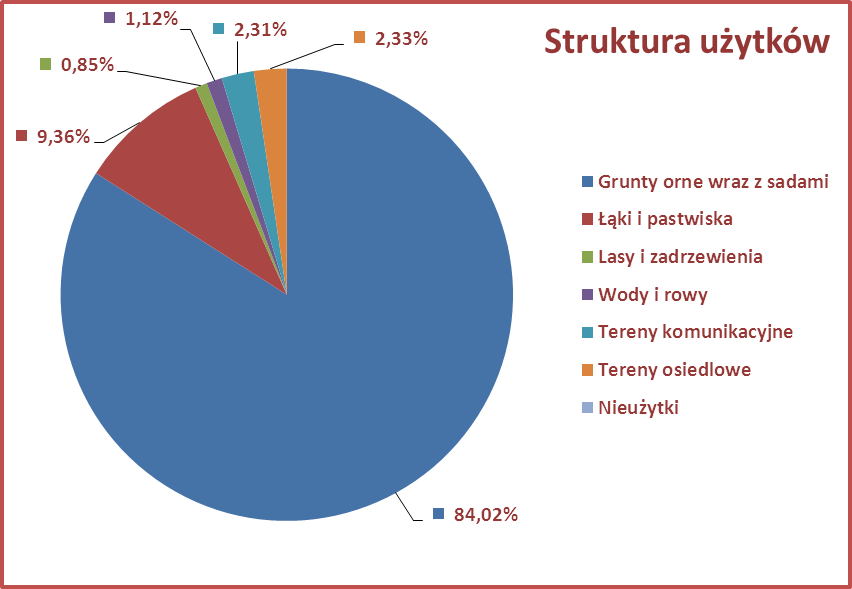 Struktura użytków
1,12%
2,31%
2,33%
0,85%
9,36%
84,02%
Grunty orne wraz z sadami
Łąki i pastwiska
Lasy i zadrzewienia
Wody i rowy
Tereny komunikacyjne
Tereny osiedlowe
Nieużytki